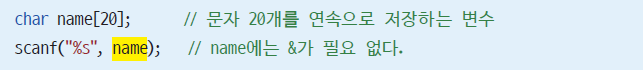 char name[20];      // 문자 20개를 연속으로 저장하는 변수
scanf("%s", name);   // name에는 &가 필요 없다.